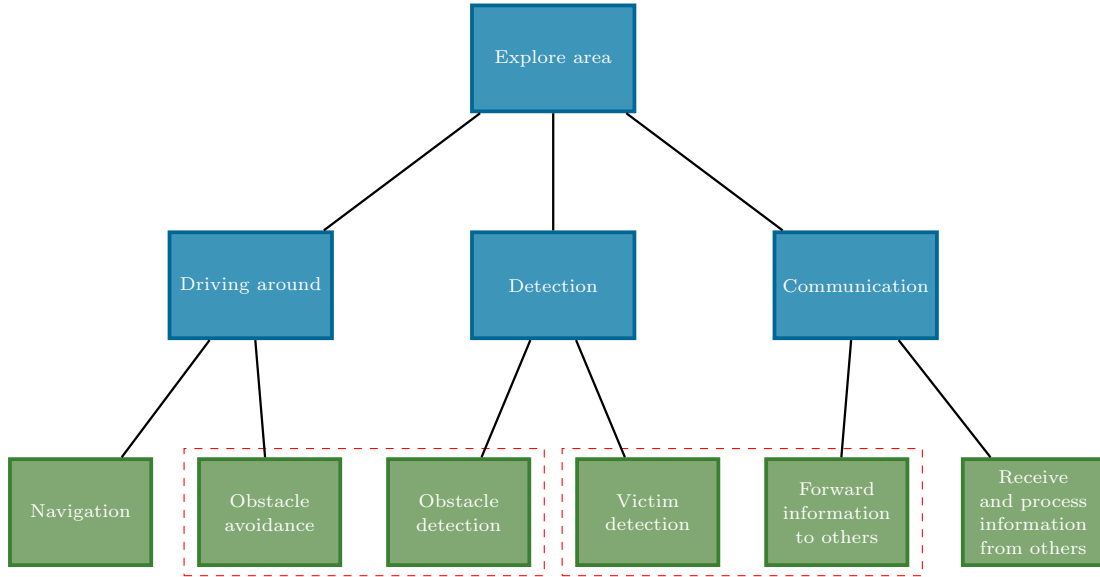 Explore area
Driving around
Detection
Communication
Navigation
Obstacle
avoidance
Obstacle
detection
Victim
detection
Forward
information
to others
Receive
and process
information
from others